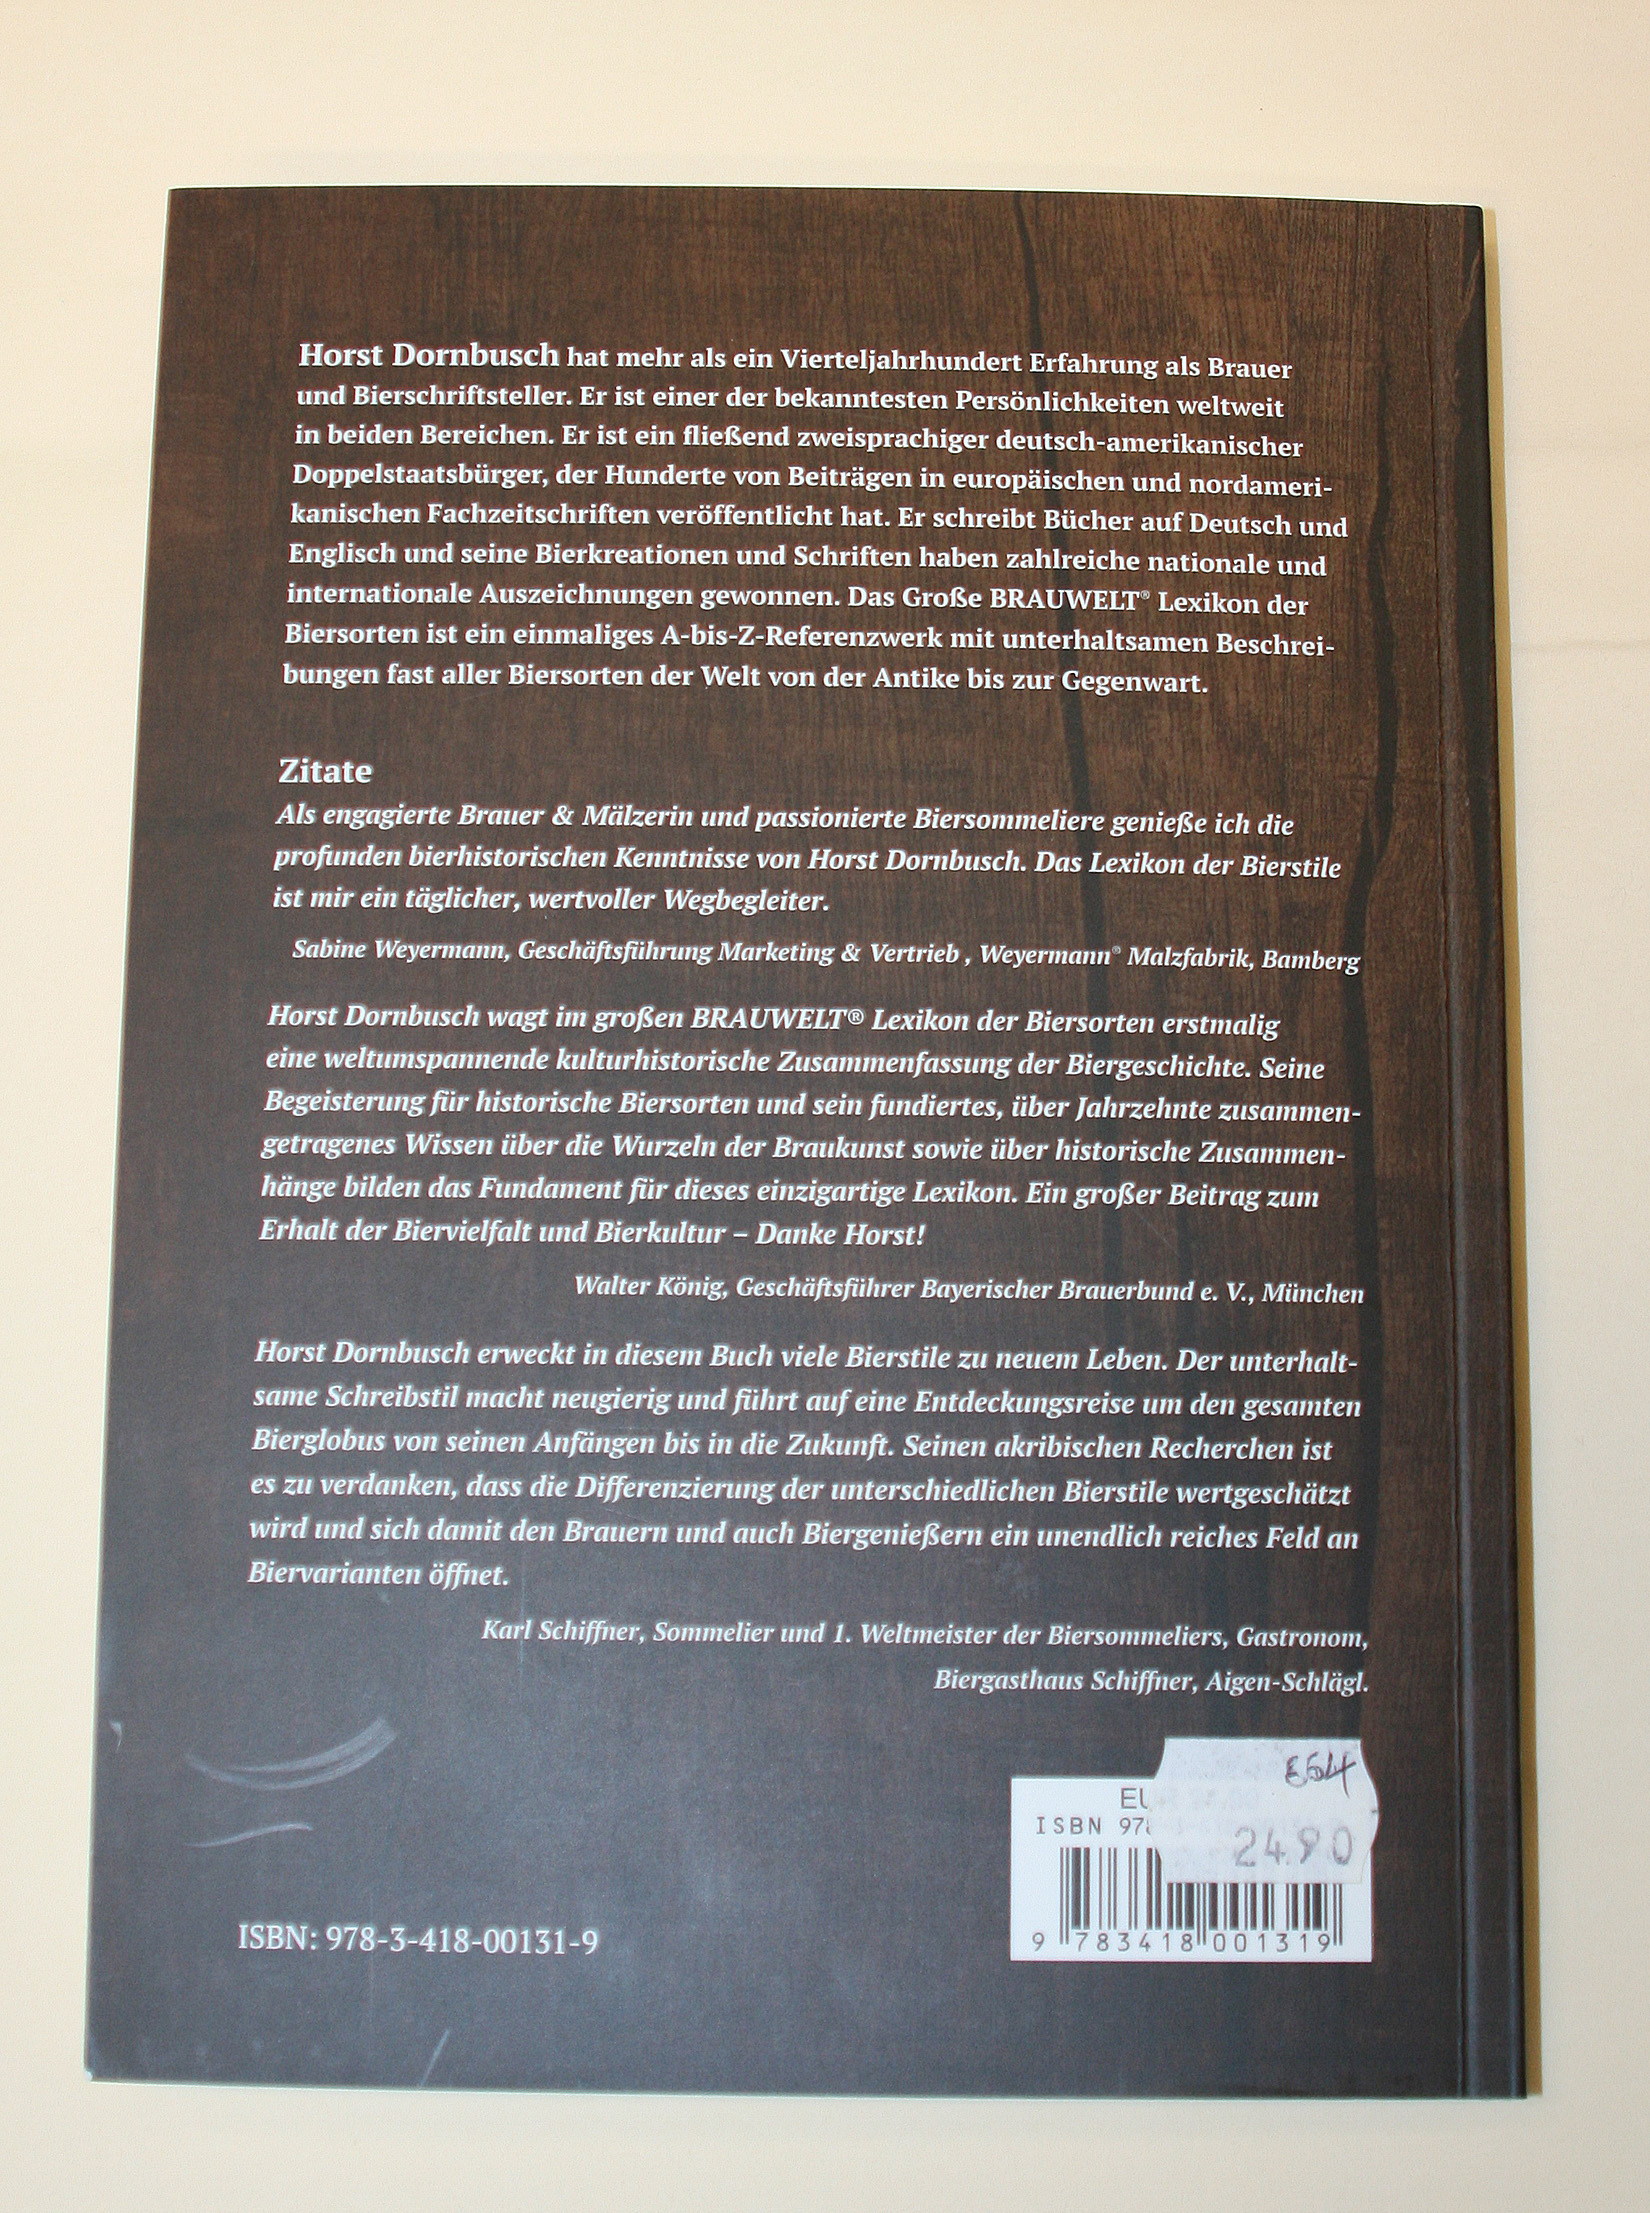 Horst Dornbusch hat mehr als ein Vierteljahrhundert Erfahrung als Brauer
und Bierschriftsteller. Er ist einer der bekanntesten Persönlichkeiten weltweit
in beiden Bereichen. Er ist ein fließend zweisprachiger deutsch-amerikanischer
Doppelstaatsbürger, der Hunderte von Beiträgen in europäischen und nordameri-
kanischen Fachzeitschriften veröffentlicht hat. Er schreibt Bücher auf Deutsch und
Englisch und seine Bierkreationen und Schriften haben zahlreiche nationale und
internationale Auszeichnungen gewonnen. Das Große BRAUWELT® Lexikon der
Biersorten ist ein einmaliges A-bis-Z-Referenzwerk mit unterhaltsamen Beschrei-
bungen fast aller Biersorten der Welt von der Antike bis zur Gegenwart.
Zitate
Als engagierte Brauer & Mälzerin und passionierte Biersommeliere genieße ich die
profunden bierhistorischen Kenntnisse von Horst Dornbusch. Das Lexikon der Bierstile
ist mir ein täglicher, wertvoller Wegbegleiter.
Sabine Weyermann, Geschäftsführung Marketing & Vertrieb , Weyermann® Malzfabrik, Bamberg
Horst Dornbusch wagt im großen BRAUWELT® Lexikon der Biersorten erstmalig
eine weltumspannende kulturhistorische Zusammenfassung der Biergeschichte. Seine
Begeisterung für historische Biersorten und sein fundiertes, über Jahrzehnte zusammen-
getragenes Wissen über die Wurzeln der Braukunst sowie über historische Zusammen-
hänge bilden das Fundament für dieses einzigartige Lexikon. Ein großer Beitrag zum
Erhalt der Biervielfalt und Bierkultur – Danke Horst!
Walter König, Geschäftsführer Bayerischer Brauerbund e. V., München
Horst Dornbusch erweckt in diesem Buch viele Bierstile zu neuem Leben. Der unterhalt-
same Schreibstil macht neugierig und führt auf eine Entdeckungsreise um den gesamten
Bierglobus von seinen Anfängen bis in die Zukunft. Seinen akribischen Recherchen ist
es zu verdanken, dass die Differenzierung der unterschiedlichen Bierstile wertgeschätzt
wird und sich damit den Brauern und auch Biergenießern ein unendlich reiches Feld an
Biervarianten öffnet.
Karl Schiffner, Sommelier und 1. Weltmeister der Biersommeliers, Gastronom,
Biergasthaus Schiffner, Aigen-Schlägl.
ISBN 978
24.90
9 783418 001319
ISBN: 978-3-418-00131-9